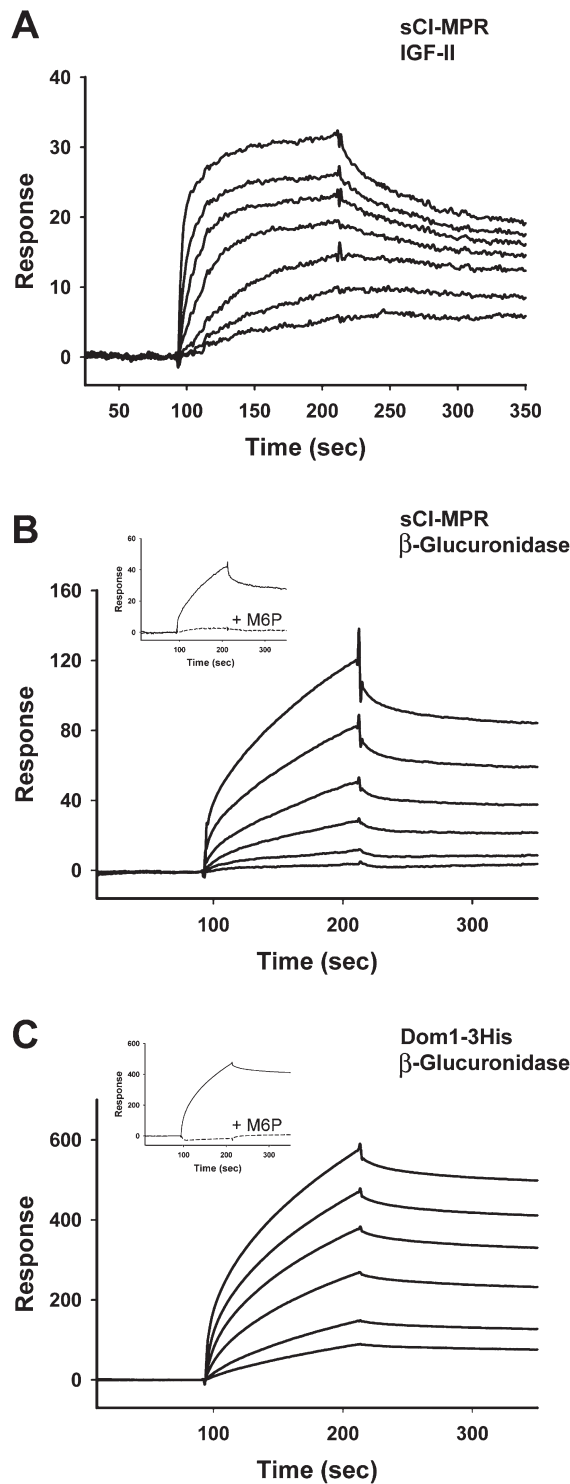 A
sCI-MPR
IGF-II
40
30
20
10
0
Response
50 100 150 200 250 300 350
Time (sec)
B
sCI-MPR
β-Glucuronidase
60
40
20
0
Response
+ M6P
100 200 300
Time (sec)
160
120
80
40
0
Response
100 200 300
Time (sec)
C
Dom1-3His
β-Glucuronidase
600
400
200
0
Response
+ M6P
100 200 300
Time (sec)
600
400
200
0
Response
100 200 300
Time (sec)